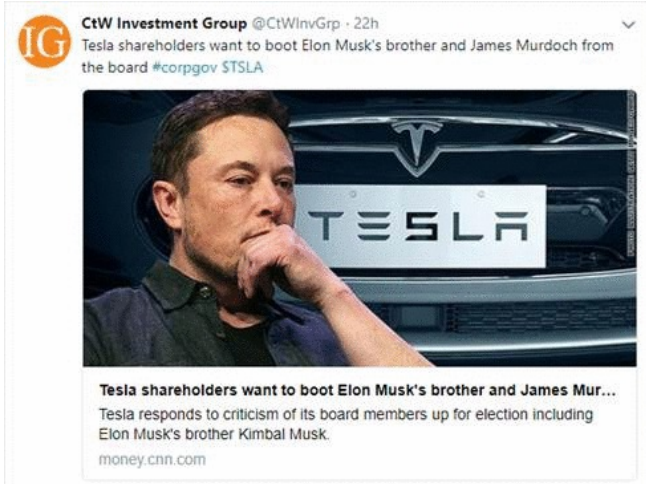 IG
CtW Investment Group @CtWInvGrp · 22h
Tesla shareholders want to boot Elon Musk's brother and James Murdoch from
the board #corpgov $TSLA
TESLA
Tesla shareholders want to boot Elon Musk's brother and James Mur...
Tesla responds to criticism of its board members up for election including
Elon Musk's brother Kimbal Musk.
money.cnn.com